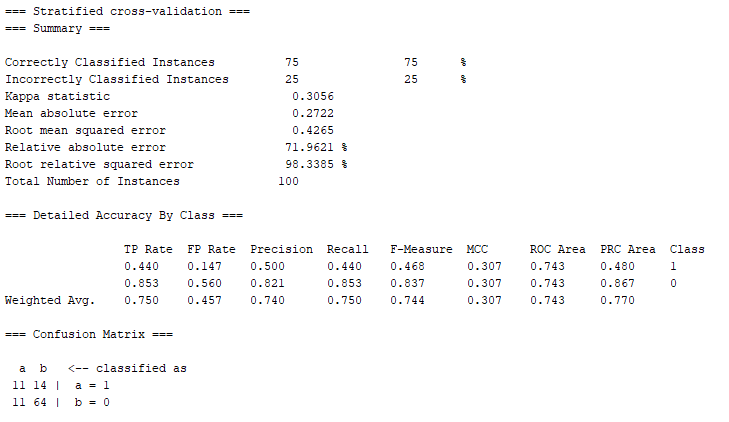 === Stratified cross-validation ===
=== Summary ===
Correctly Classified Instances 75 75 %
Incorrectly Classified Instances 25 25 %
Kappa statistic 0.3056
Mean absolute error 0.2722
Root mean squared error 0.4265
Relative absolute error 71.9621 %
Root relative squared error 98.3385 %
Total Number of Instances 100
=== Detailed Accuracy By Class ===
TP Rate FP Rate Precision Recall F-Measure MCC ROC Area PRC Area Class
0.440 0.147 0.500 0.440 0.468 0.307 0.743 0.480 1
0.853 0.560 0.821 0.853 0.837 0.307 0.743 0.867 0
Weighted Avg. 0.750 0.457 0.740 0.750 0.744 0.307 0.743 0.770
=== Confusion Matrix ===
a b <-- classified as
11 14 | a = 1
11 64 | b = 0